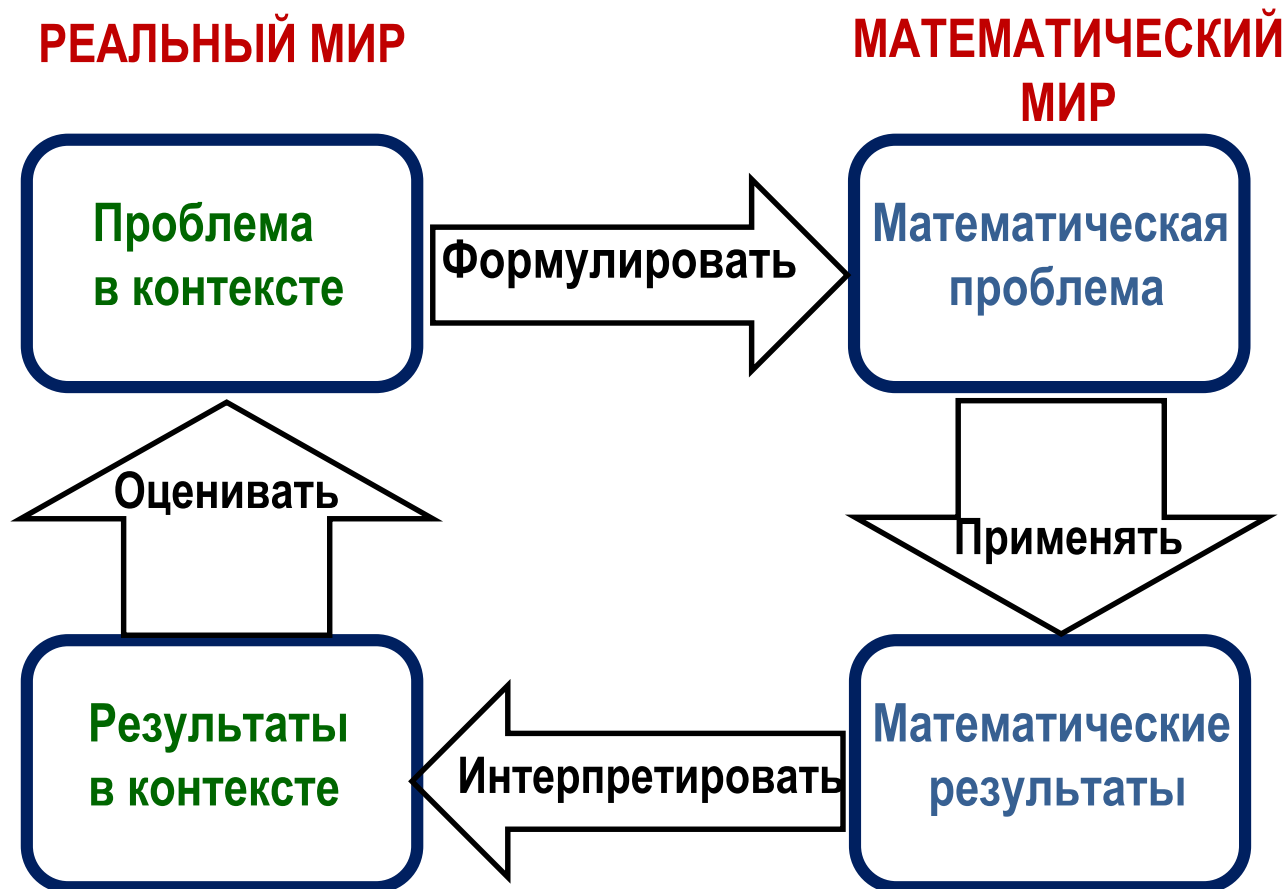 РЕАЛЬНЫЙ МИР
МАТЕМАТИЧЕСКИЙ
МИР
Проблема
в контексте
Формулировать
Математическая
проблема
Оценивать
Применять
Результаты
в контексте
Интерпретировать
Математические
результаты